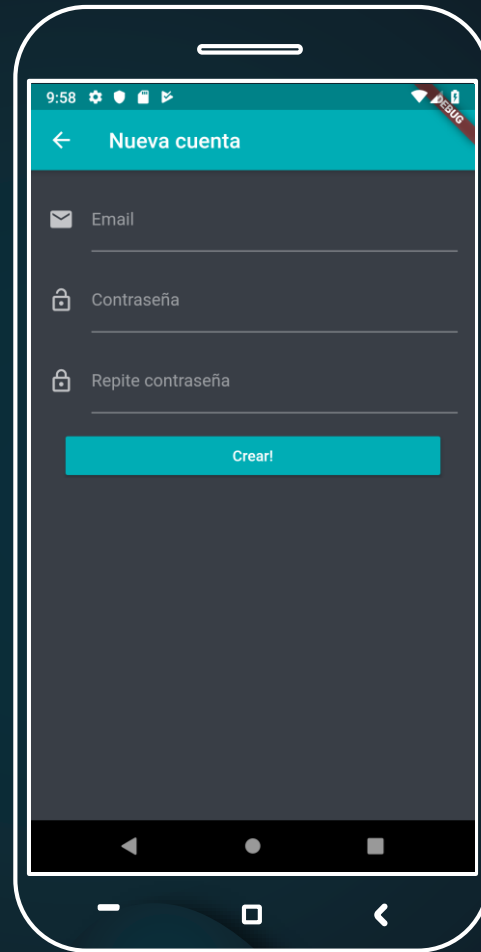 9:58
DEBUG
Nueva cuenta
Email
Contraseña
Repite contraseña
Crear!